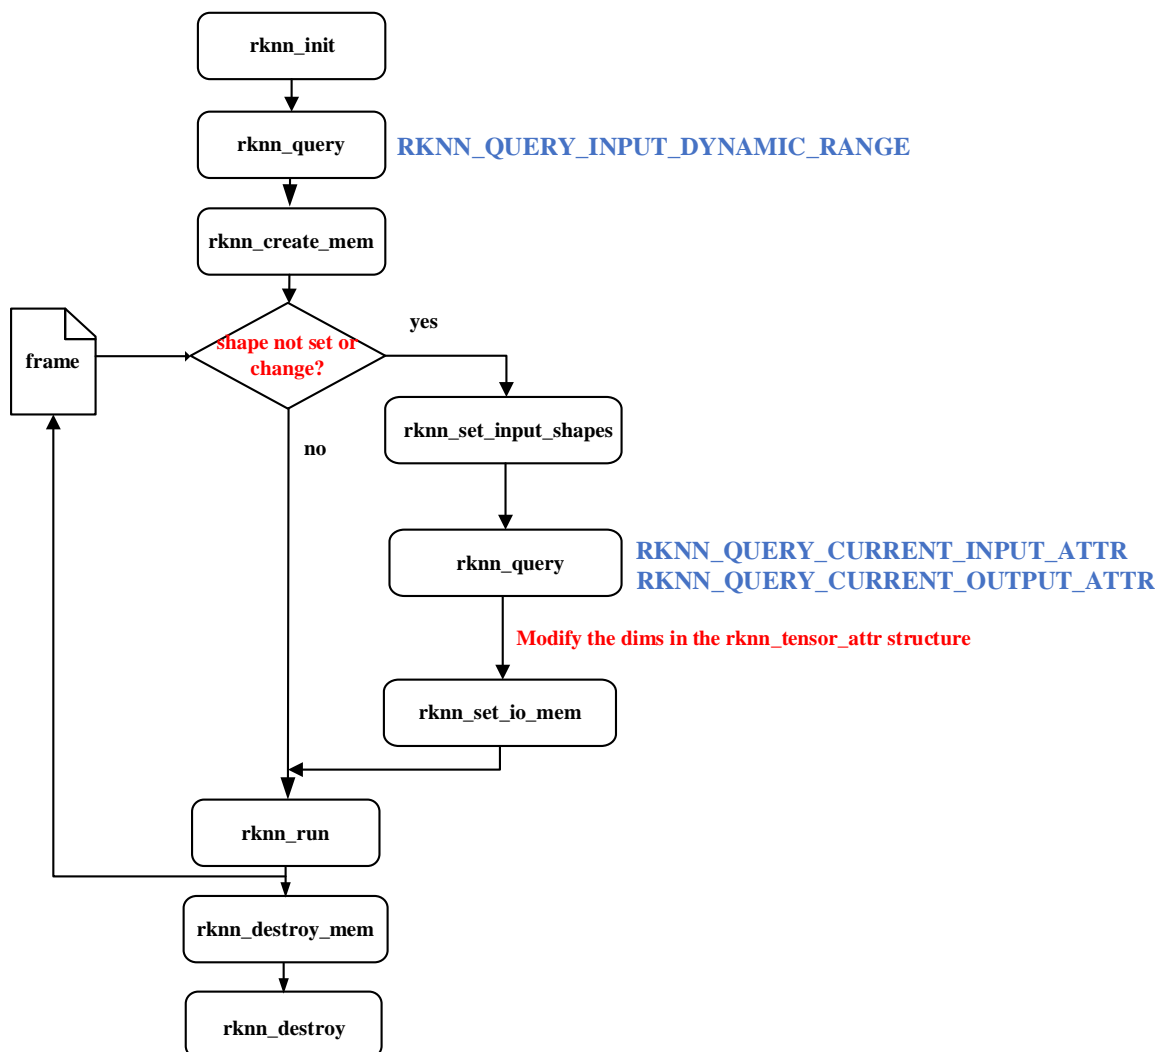 rknn_init
rknn_query
RKNN_QUERY_INPUT_DYNAMIC_RANGE
rknn_create_mem
yes
shape not set or
change?
frame
rknn_set_input_shapes
no
rknn_query
RKNN_QUERY_CURRENT_INPUT_ATTR
RKNN_QUERY_CURRENT_OUTPUT_ATTR
Modify the dims in the rknn_tensor_attr structure
rknn_set_io_mem
rknn_run
rknn_destroy_mem
rknn_destroy